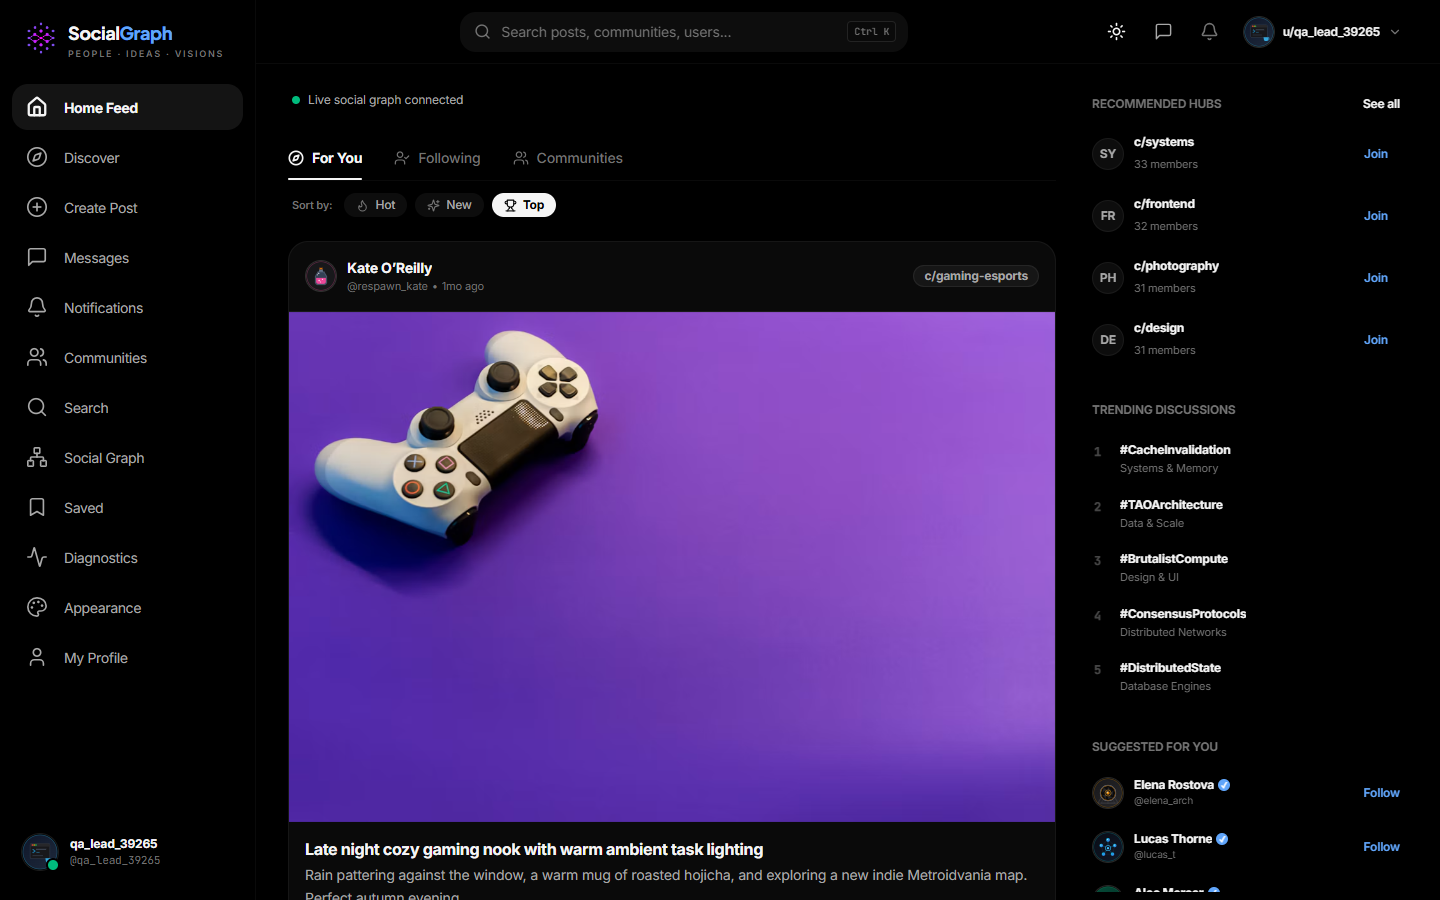 SocialGraph
PEOPLE · IDEAS · VISIONS
Search posts, communities, users...
Ctrl K
u/qa_lead_39265
Home Feed
Discover
Create Post
Messages
Notifications
Communities
Search
Social Graph
Saved
Diagnostics
Appearance
My Profile
qa_lead_39265
@qa_lead_39265
Live social graph connected
For You
Following
Communities
Sort by:
Hot
New
Top
Kate O'Reilly
@respawn_kate • 1mo ago
c/gaming-esports
Late night cozy gaming nook with warm ambient task lighting
Rain pattering against the window, a warm mug of roasted hojicha, and exploring a new indie Metroidvania map.
Perfect autumn evening.
RECOMMENDED HUBS
See all
SY
c/systems
33 members
Join
FR
c/frontend
32 members
Join
PH
c/photography
31 members
Join
DE
c/design
31 members
Join
TRENDING DISCUSSIONS
1
#CacheInvalidation
Systems & Memory
2
#TAOArchitecture
Data & Scale
3
#BrutalistCompute
Design & UI
4
#ConsensusProtocols
Distributed Networks
5
#DistributedState
Database Engines
SUGGESTED FOR YOU
Elena Rostova
@elena_arch
Follow
Lucas Thorne
@lucas_t
Follow